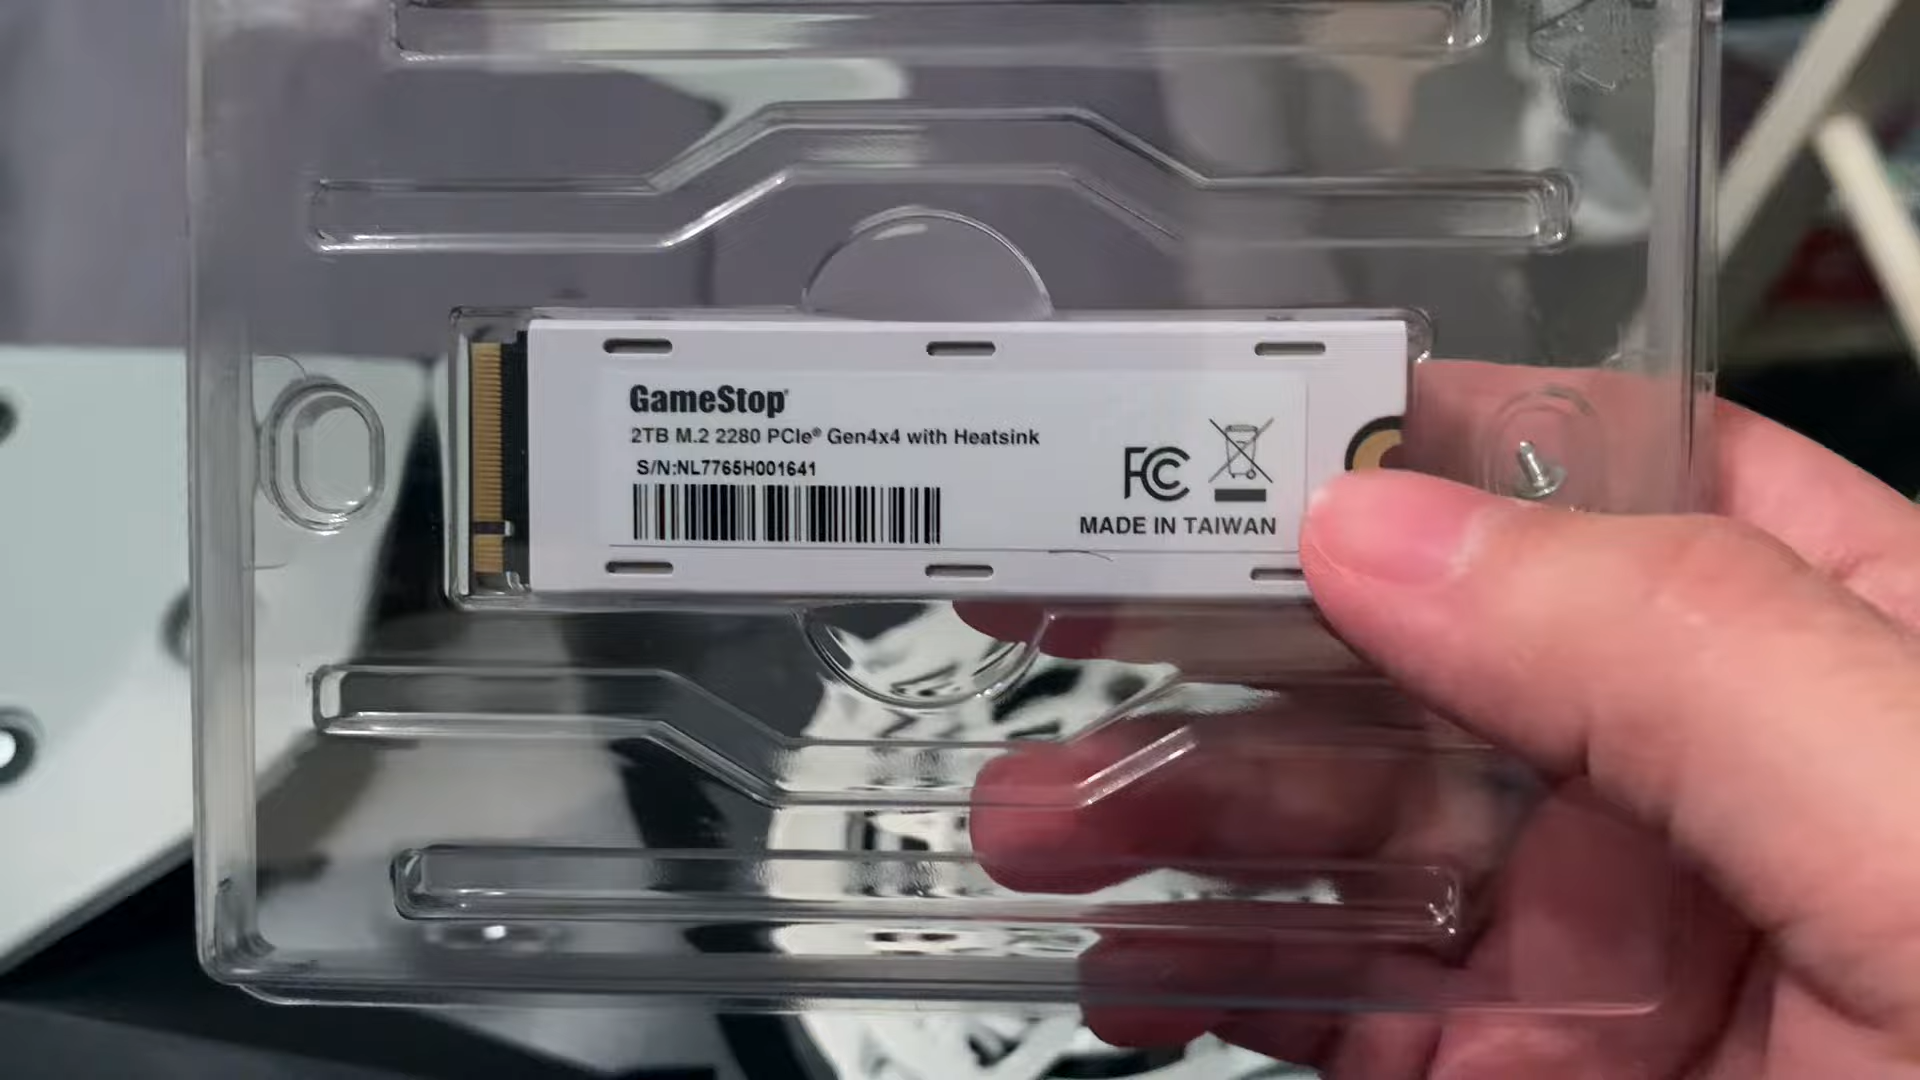 GameStop
2TB M.2 2280 PCIe® Gen4x4 with Heatsink
S/N:NL7765H001641
FC
MADE IN TAIWAN